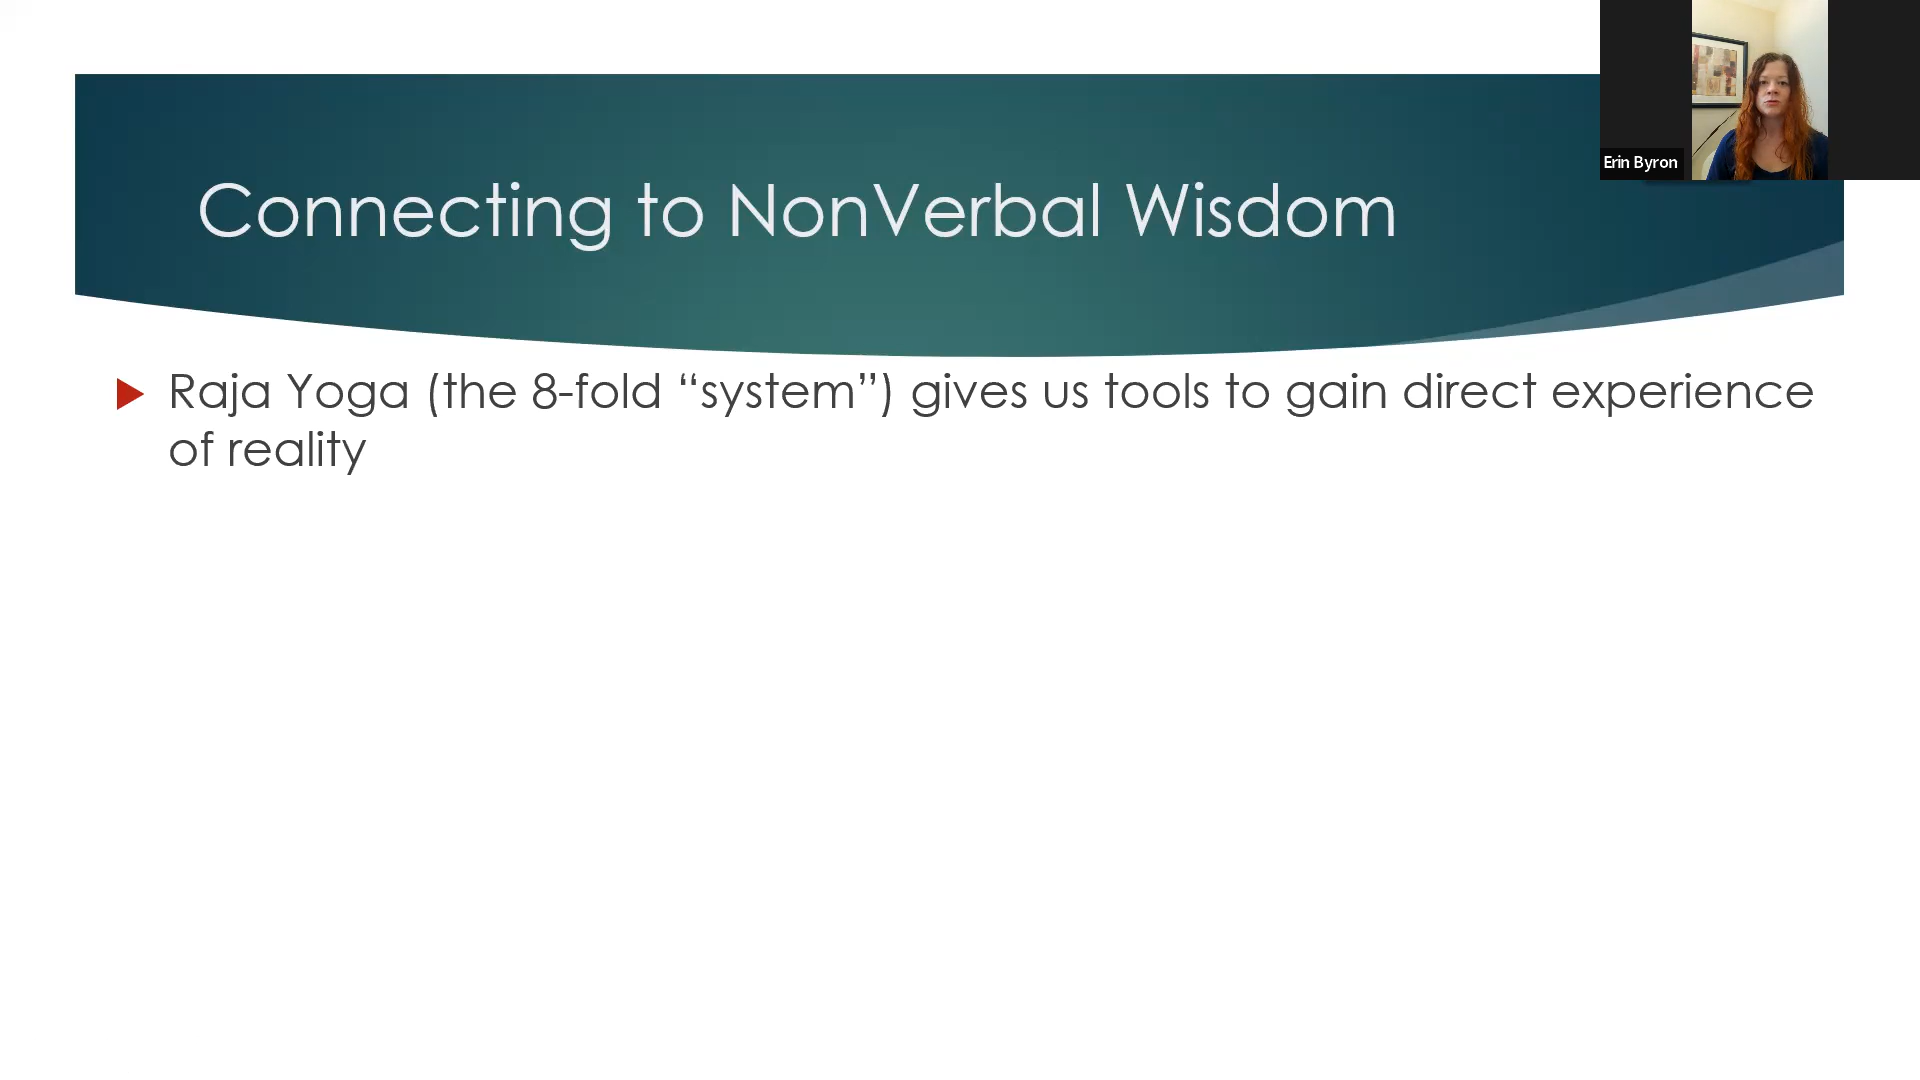 Erin Byron
Connecting to NonVerbal Wisdom
Raja Yoga (the 8-fold “system”) gives us tools to gain direct experience
of reality